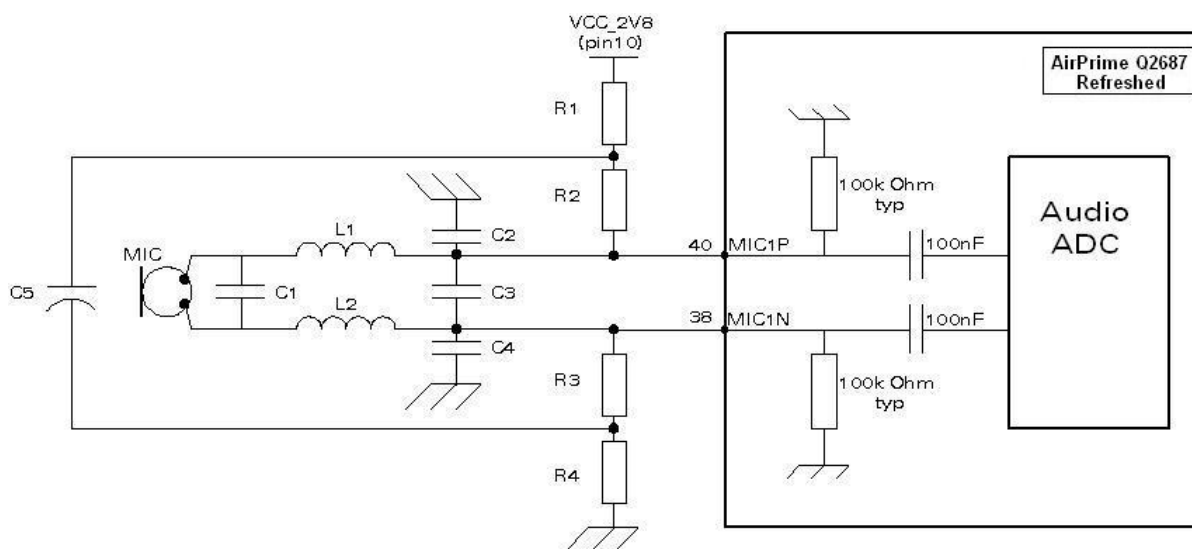 VCC_2V8
(pin10)
AirPrime Q2687
Refreshed
R1
R2
100k Ohm
typ
Audio
ADC
L1
C2
40
MIC1P
100nF
MIC
C5
C1
C3
L2
38
MIC1N
100nF
C4
R3
100k Ohm
typ
R4